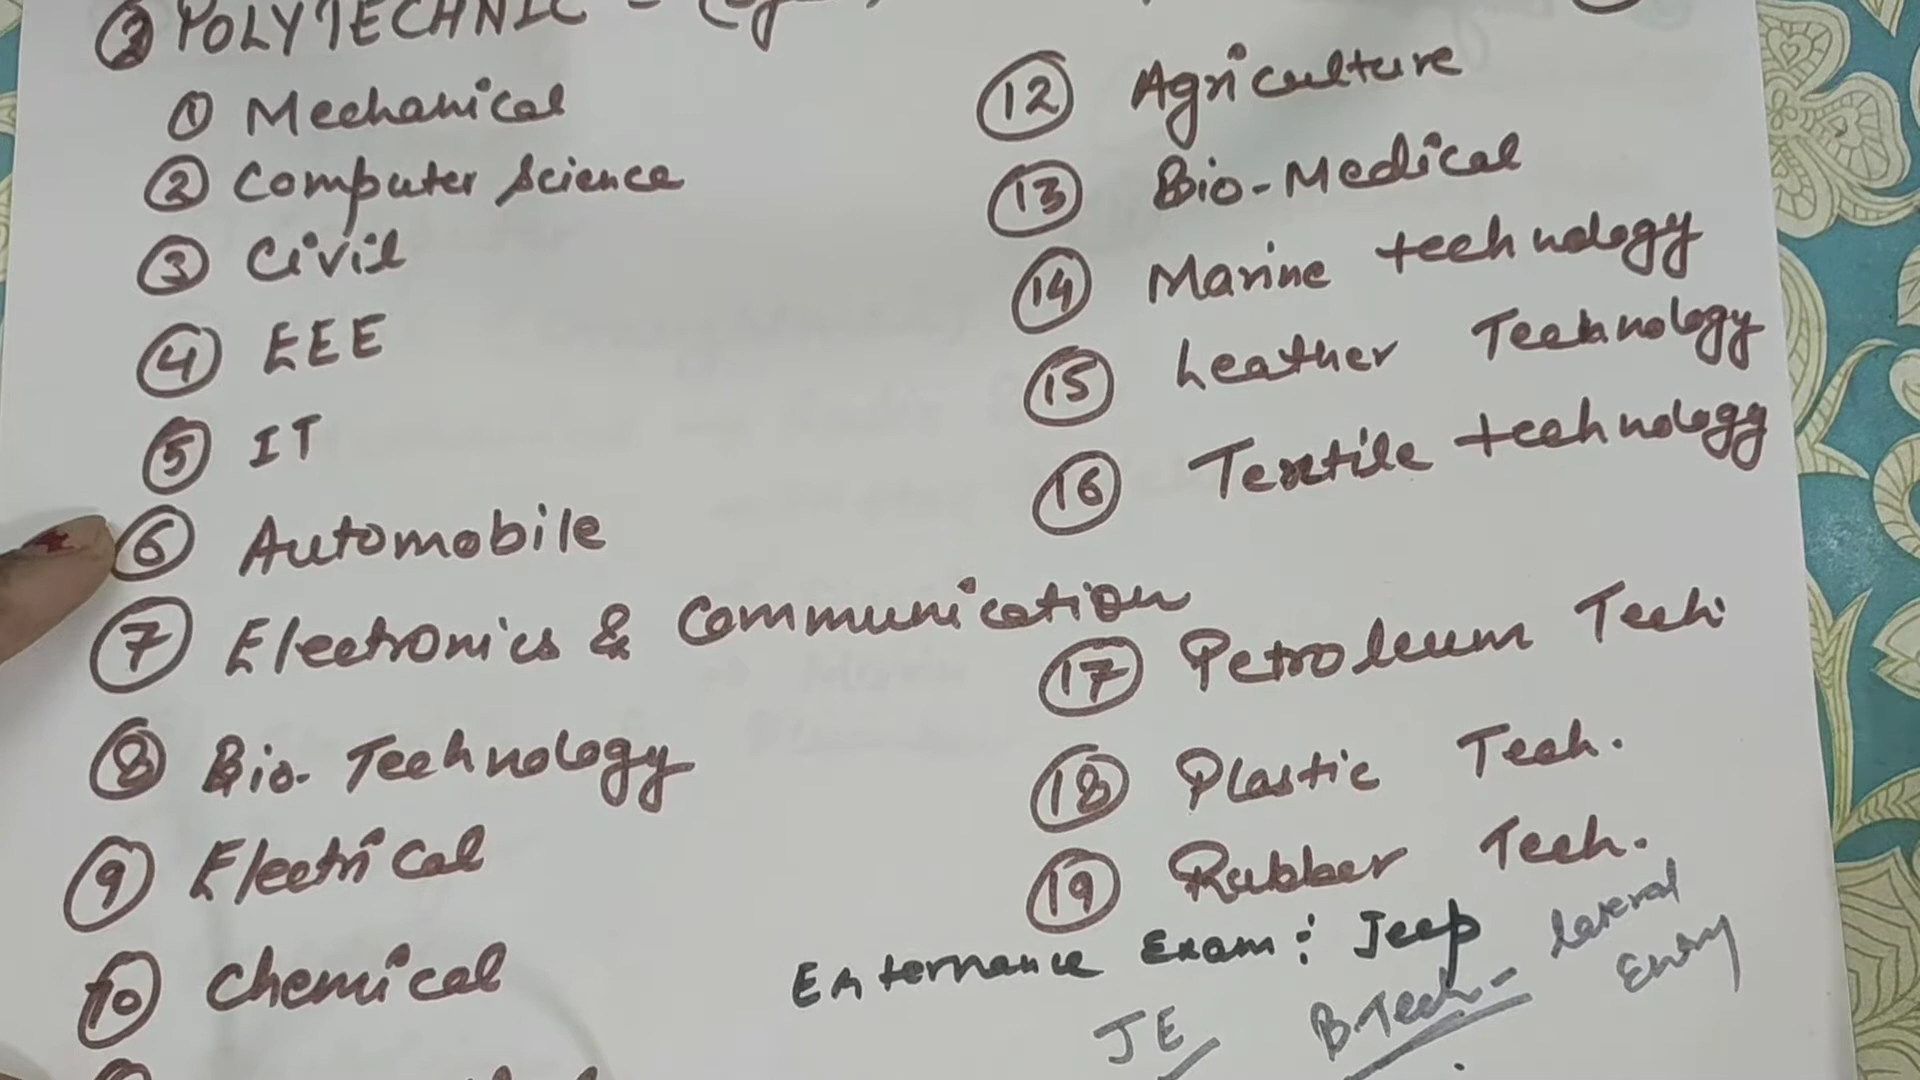 ② POLYTECHNIC -
① Mechanical
② Computer Science
③ Civil
④ EEE
⑤ IT
⑥ Automobile
⑦ Electronics & Communication
⑧ Bio-Technology
⑨ Electrical
⑩ Chemical
⑫ Agriculture
⑬ Bio-Medical
⑭ Marine technology
⑮ Leather Technology
⑯ Textile technology
⑰ Petroleum Tech.
⑱ Plastic Tech.
⑲ Rubber Tech.
Enternance Exam: Jeep
JE
B.Tech - lateral
Entry